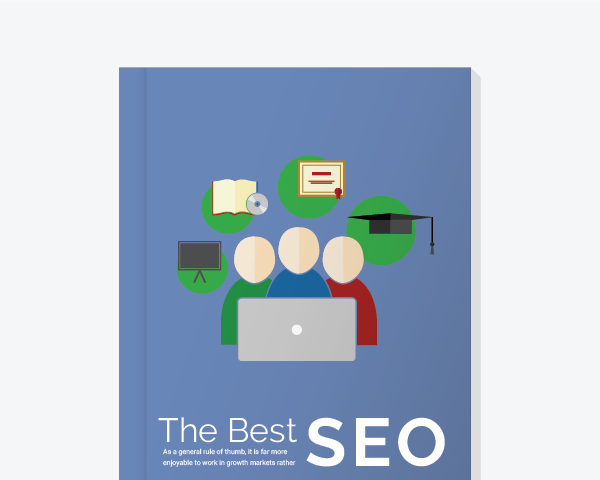 The Best SEO
As a general rule of thumb, it is far more
enjoyable to work in growth markets rather